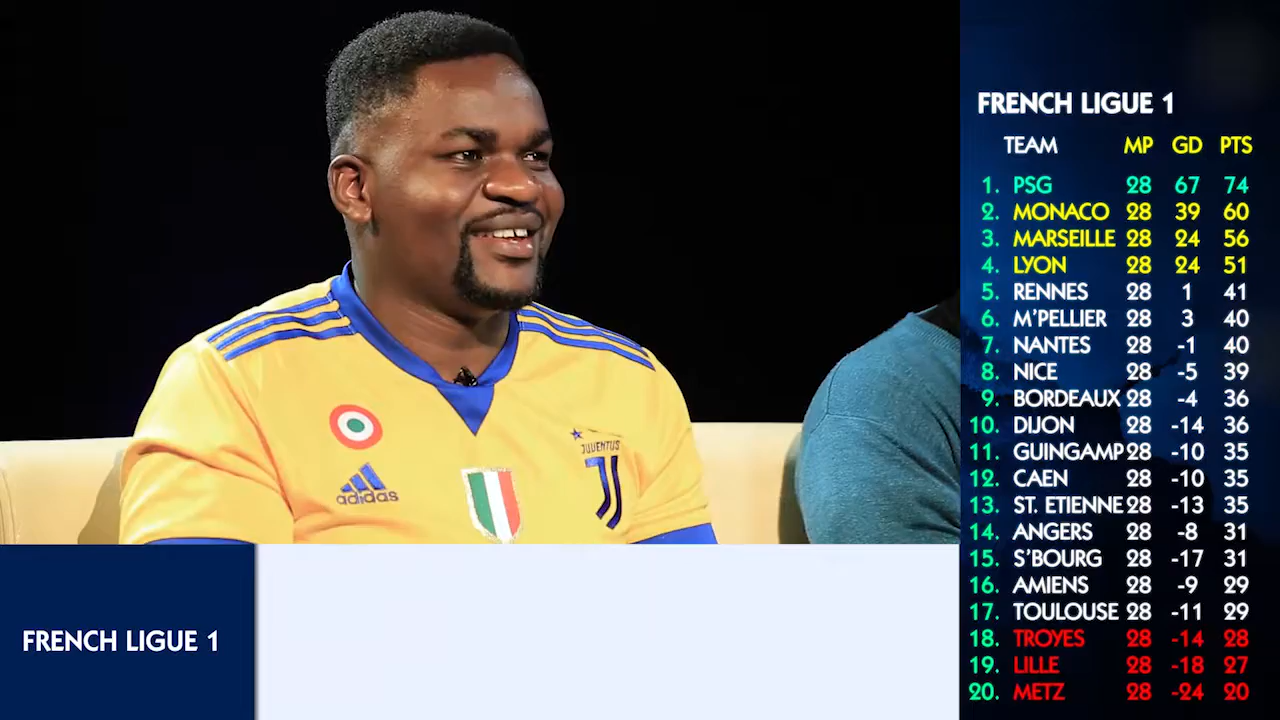 JUVENTUS
adidas
FRENCH LIGUE 1
FRENCH LIGUE 1
TEAM MP GD PTS
1. PSG 28 67 74
2. MONACO 28 39 60
3. MARSEILLE 28 24 56
4. LYON 28 24 51
5. RENNES 28 1 41
6. M'PELLIER 28 3 40
7. NANTES 28 -1 40
8. NICE 28 -5 39
9. BORDEAUX 28 -4 36
10. DIJON 28 -14 36
11. GUINGAMP 28 -10 35
12. CAEN 28 -10 35
13. ST. ETIENNE 28 -13 35
14. ANGERS 28 -8 31
15. S'BOURG 28 -17 31
16. AMIENS 28 -9 29
17. TOULOUSE 28 -11 29
18. TROYES 28 -14 28
19. LILLE 28 -18 27
20. METZ 28 -24 20